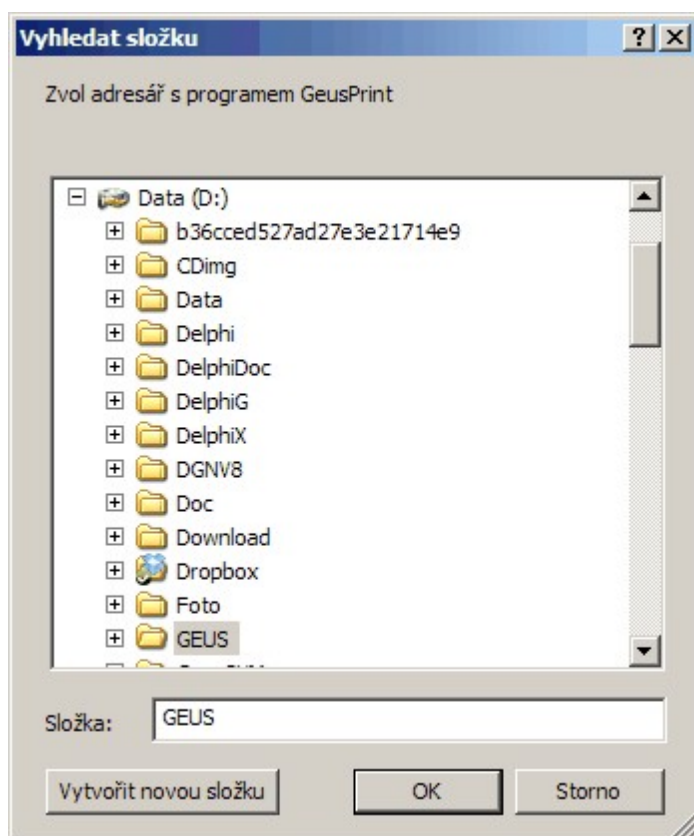 Vyhledat složku
Zvol adresář s programem GeusPrint
Data (D:)
b36cced527ad27e3e21714e9
CDimg
Data
Delphi
DelphiDoc
DelphiG
DelphiX
DGNV8
Doc
Download
Dropbox
Foto
GEUS
Složka: GEUS
Vytvořit novou složku OK Storno